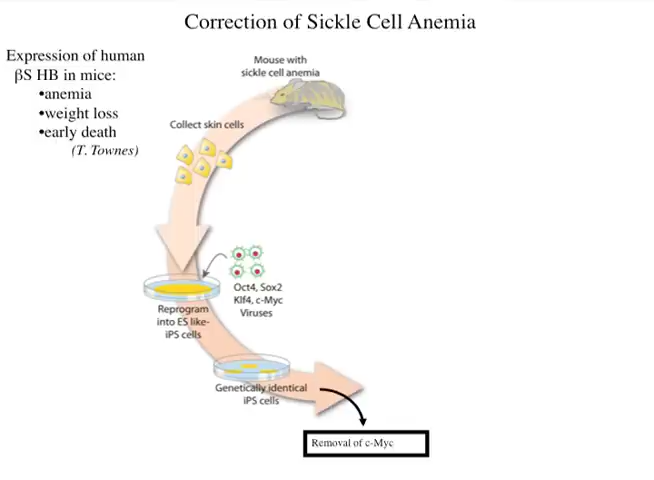 Correction of Sickle Cell Anemia
Expression of human
βS HB in mice:
•anemia
•weight loss
•early death
(T. Townes)
Mouse with
sickle cell anemia
Collect skin cells
Oct4, Sox2
Klf4, c-Myc
Viruses
Reprogram
into ES like-
iPS cells
Genetically identical
iPS cells
Removal of c-Myc